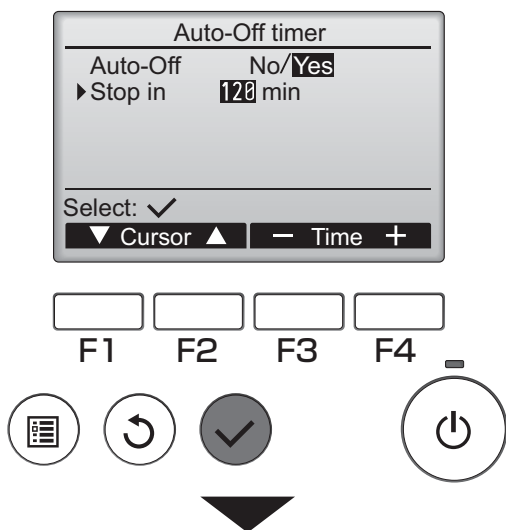 Auto-Off timer
Auto-Off No/Yes
Stop in 120 min
Select:
Cursor Time
F1 F2 F3 F4